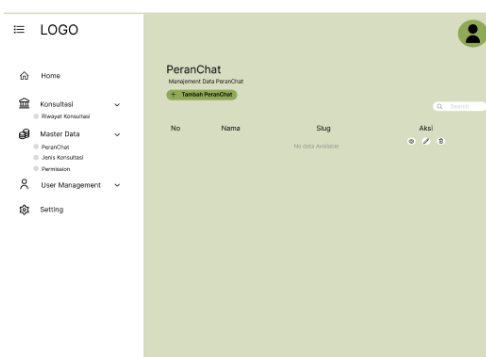 LOGO
Home
Konsultasi
Riwayat Konsultasi
Master Data
PeranChat
Jenis Konsultasi
Permission
User Management
Setting
PeranChat
Manajement Data PeranChat
+ Tambah PeranChat
Search
No Nama Slug Aksi
No data Available